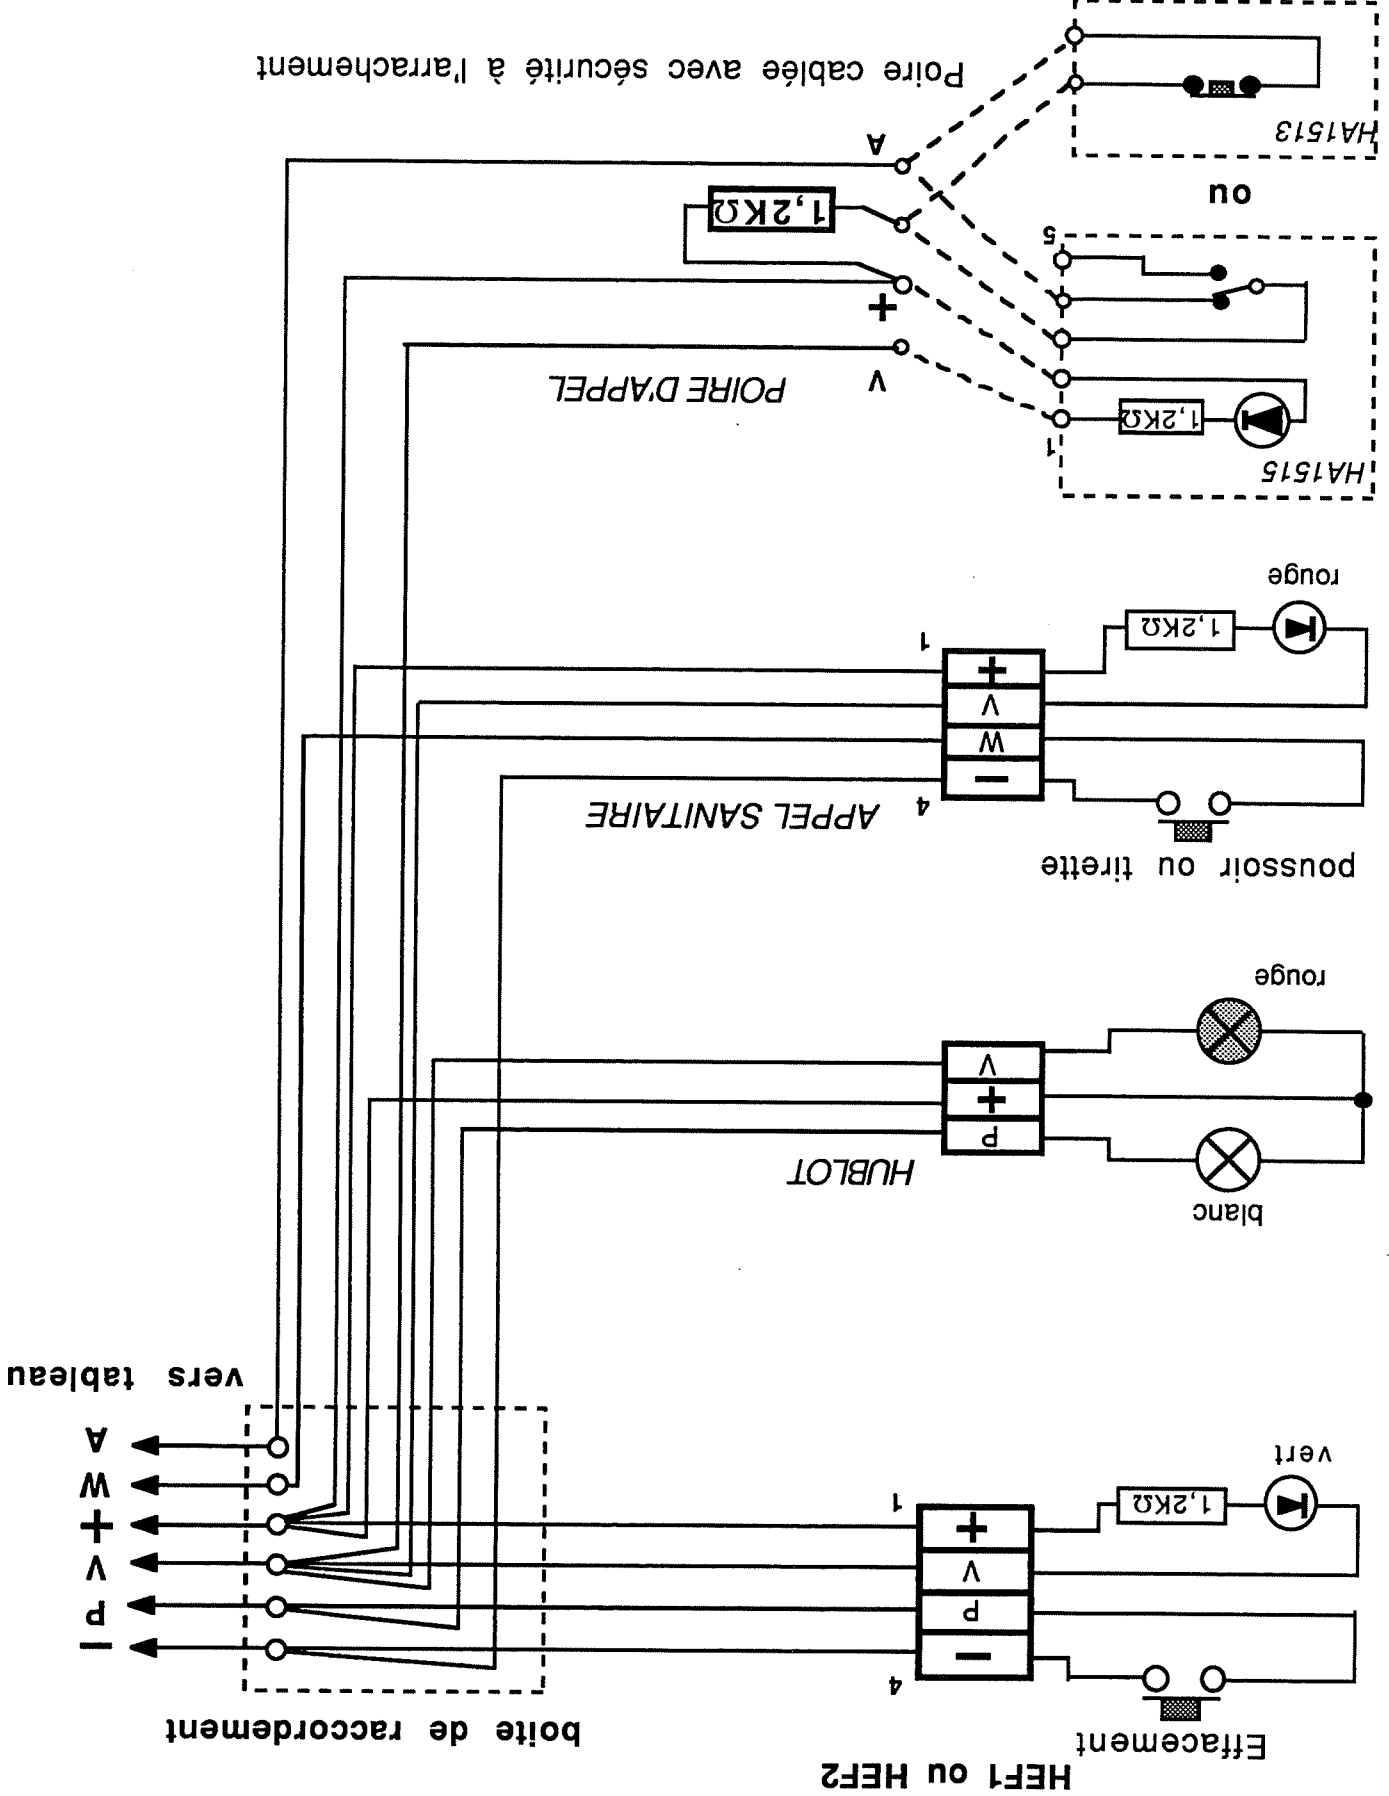 HEF1 ou HEF2
Effacement
boite de raccordement
4
—
P
V
+
1
1,2KΩ
vert
—
P
V
+
W
A
vers tableau
blanc
HUBLOT
P
+
V
rouge
poussoir ou tirette
APPEL SANITAIRE
4
—
W
V
+
1
1,2KΩ
rouge
HA1515
1
1,2KΩ
5
POIRE D'APPEL
V
+
1,2KΩ
A
ou
HA1513
Poire cablée avec sécurité à l'arrachement